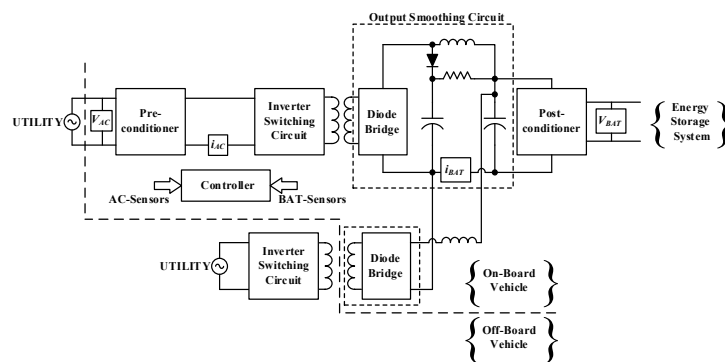 Output Smoothing Circuit
UTILITY
V_AC
Pre-
conditioner
i_AC
Inverter
Switching
Circuit
Diode
Bridge
i_BAT
Post-
conditioner
V_BAT
Energy
Storage
System
Controller
AC-Sensors
BAT-Sensors
UTILITY
Inverter
Switching
Circuit
Diode
Bridge
On-Board
Vehicle
Off-Board
Vehicle